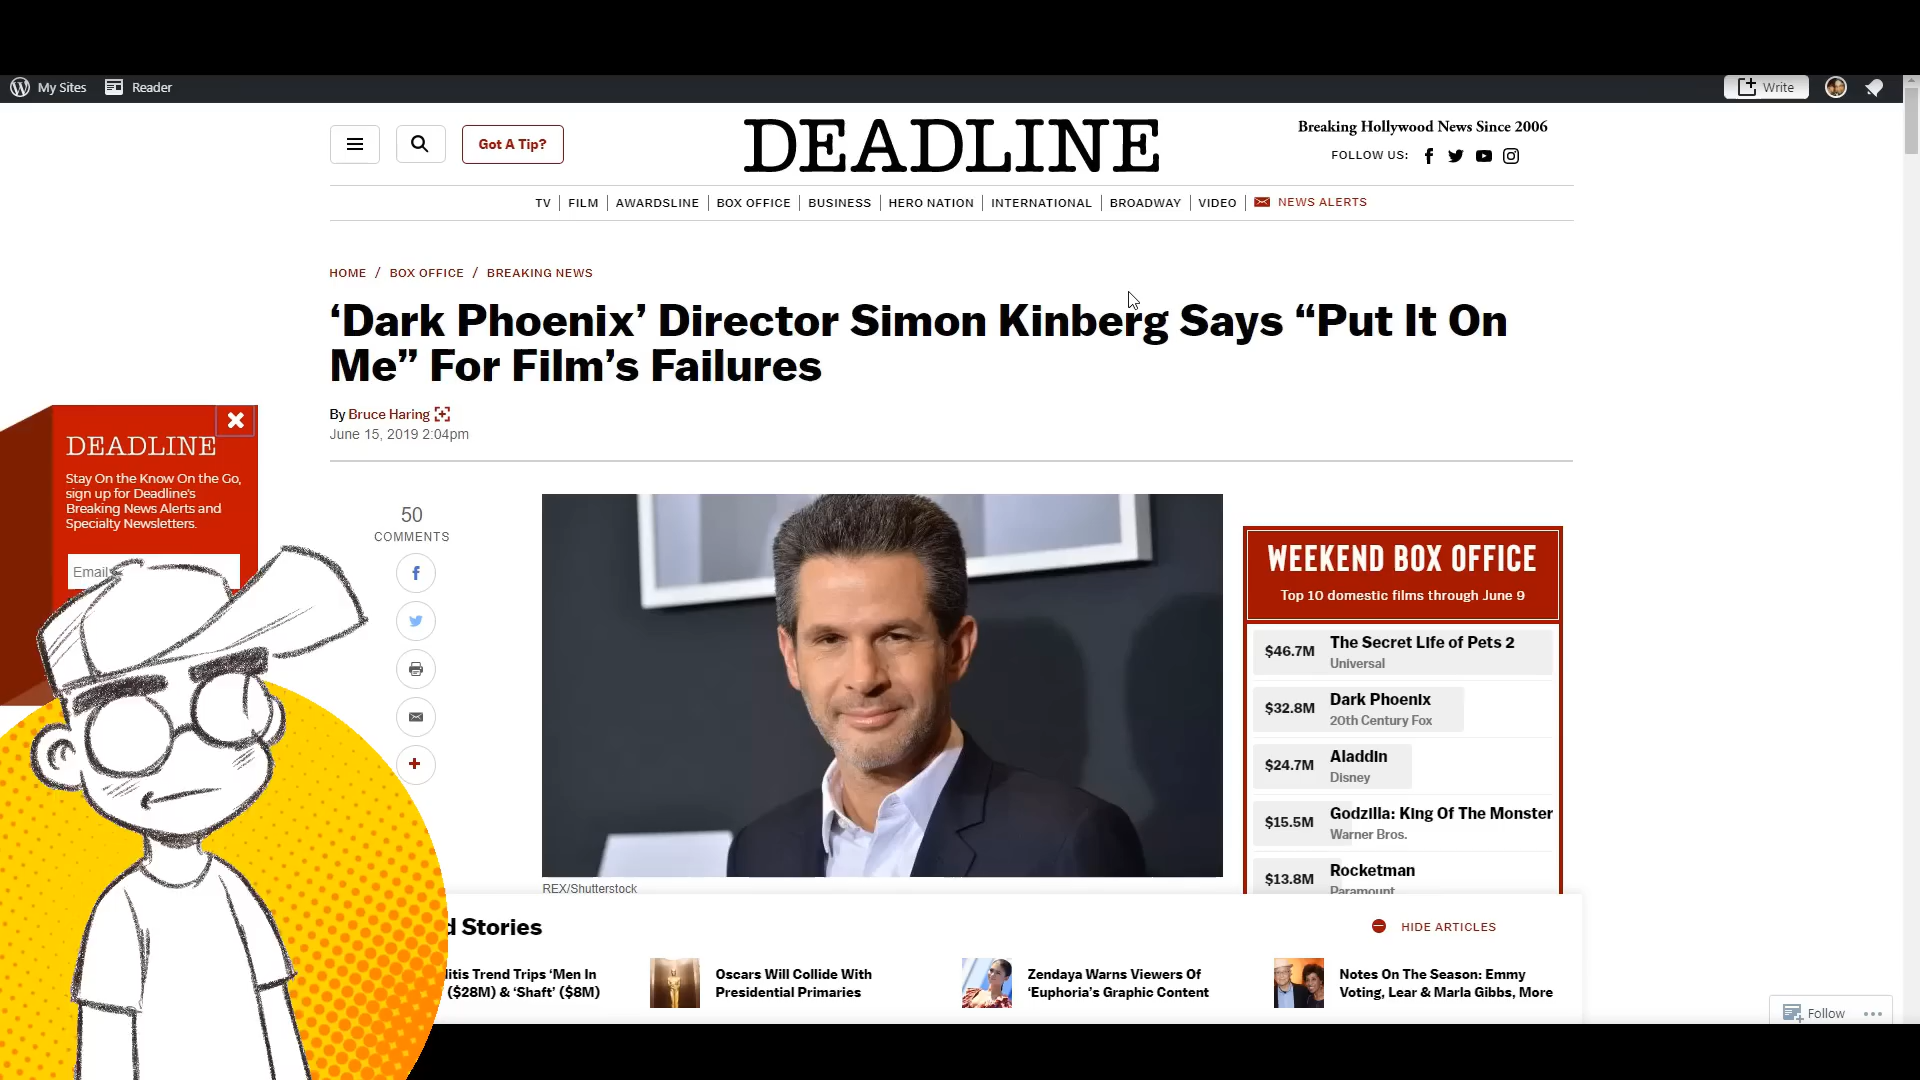 My Sites
Reader
Write
Got A Tip?
DEADLINE
Breaking Hollywood News Since 2006
FOLLOW US:
TV
FILM
AWARDSLINE
BOX OFFICE
BUSINESS
HERO NATION
INTERNATIONAL
BROADWAY
VIDEO
NEWS ALERTS
HOME / BOX OFFICE / BREAKING NEWS
‘Dark Phoenix’ Director Simon Kinberg Says “Put It On
Me” For Film’s Failures
By Bruce Haring
June 15, 2019 2:04pm
DEADLINE
Stay On the Know On the Go,
sign up for Deadline's
Breaking News Alerts and
Specialty Newsletters.
Email
50
COMMENTS
REX/Shutterstock
WEEKEND BOX OFFICE
Top 10 domestic films through June 9
$46.7M
The Secret Life of Pets 2
Universal
$32.8M
Dark Phoenix
20th Century Fox
$24.7M
Aladdin
Disney
$15.5M
Godzilla: King Of The Monster
Warner Bros.
$13.8M
Rocketman
Paramount
d Stories
HIDE ARTICLES
itis Trend Trips ‘Men In
($28M) & ‘Shaft’ ($8M)
Oscars Will Collide With
Presidential Primaries
Zendaya Warns Viewers Of
‘Euphoria’s Graphic Content
Notes On The Season: Emmy
Voting, Lear & Marla Gibbs, More
Follow